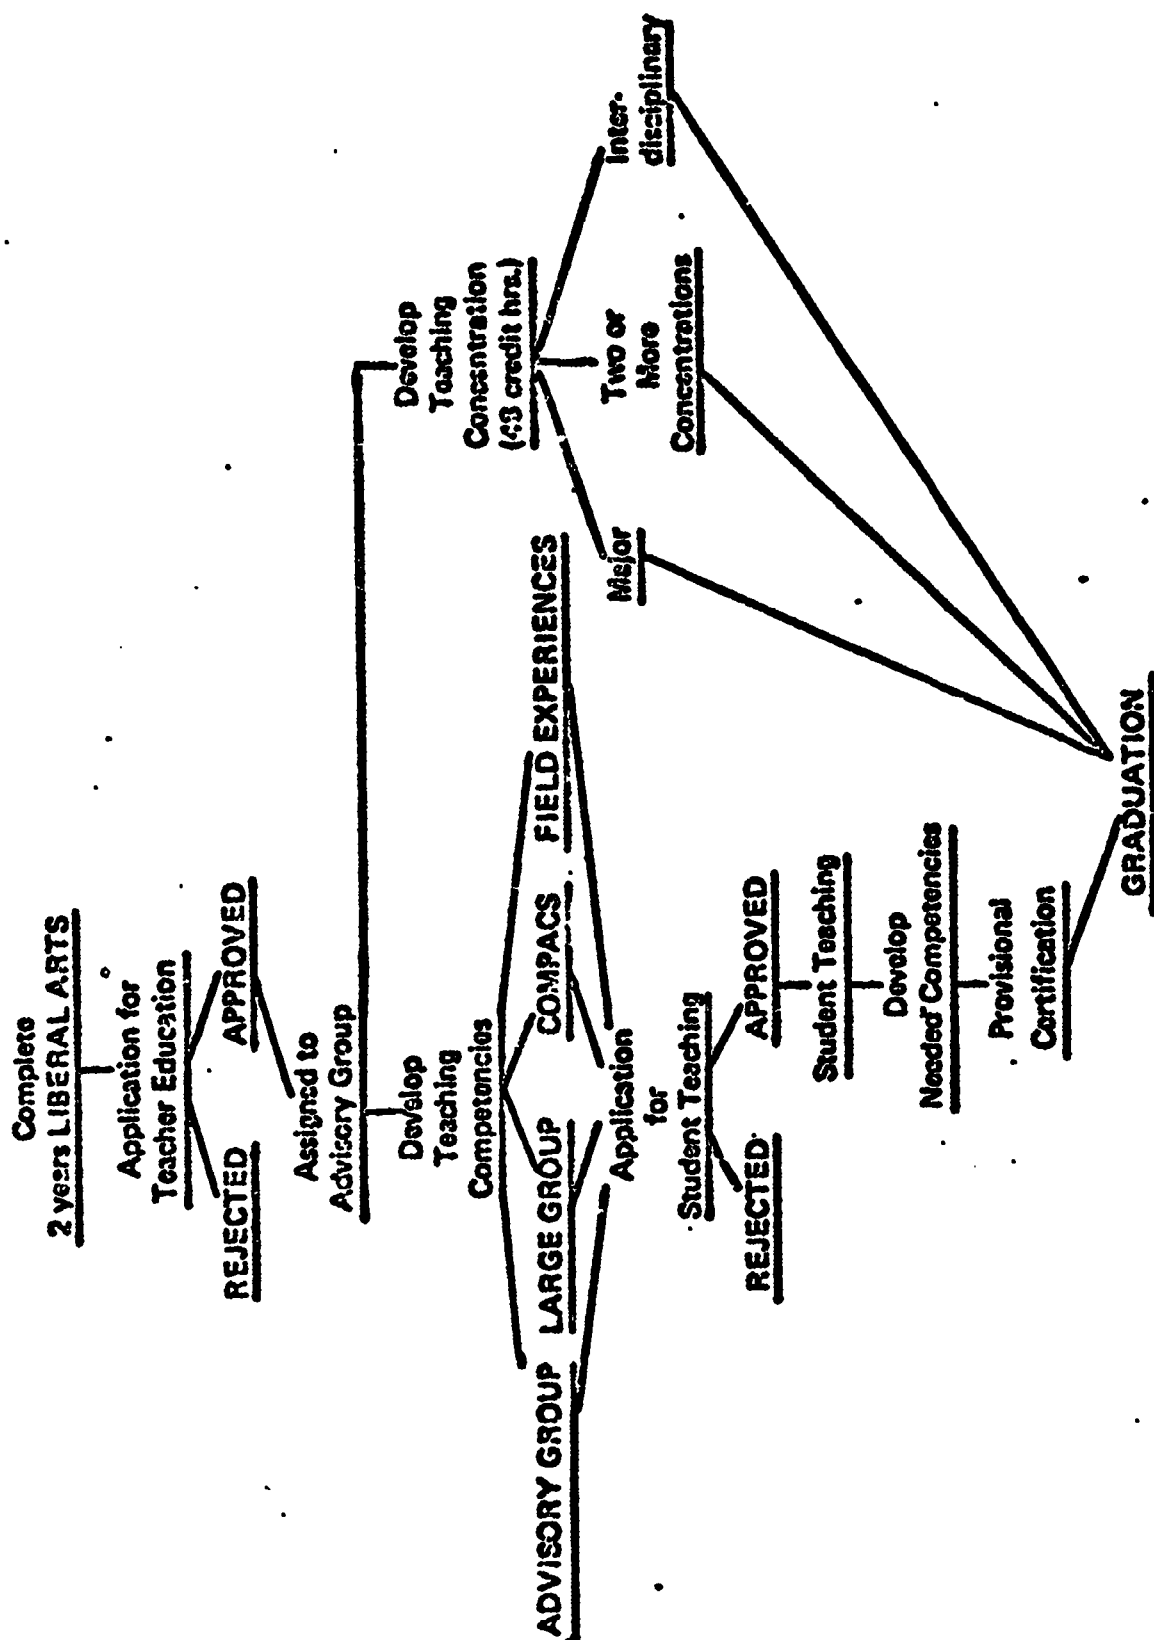 Complete
2 years LIBERAL ARTS
Application for
Teacher Education
REJECTED
APPROVED
Assigned to
Advisory Group
Develop
Teaching
Competencies
Develop
Teaching
Concentration
credit hrs.)
ADVISORY GROUP
LARGE GROUP
COMPACS
FIELD EXPERIENCES
Major
Two or
More
Concentrations
Inter-
disciplinary
Application
for
Student Teaching
REJECTED
APPROVED
Student Teaching
Develop
Needed Competencies
Provisional
Certification
GRADUATION